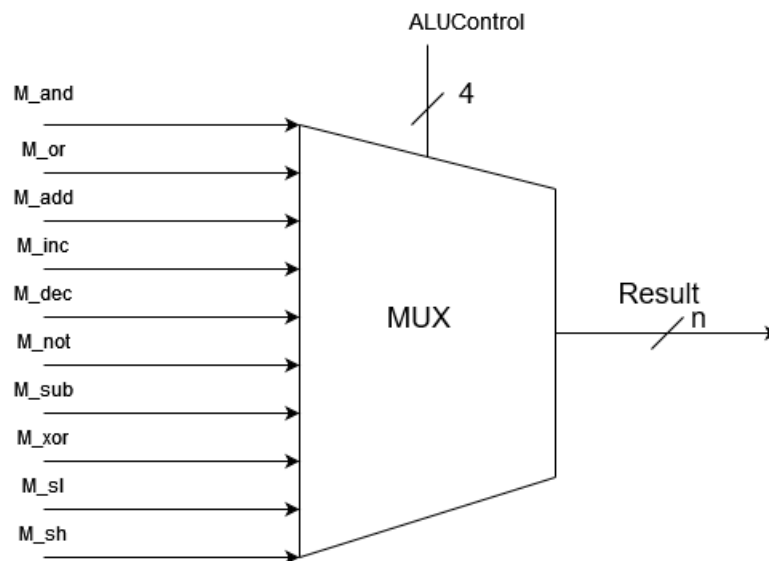 ALUControl
4
M_and
M_or
M_add
M_inc
M_dec
M_not
M_sub
M_xor
M_sl
M_sh
MUX
Result
n